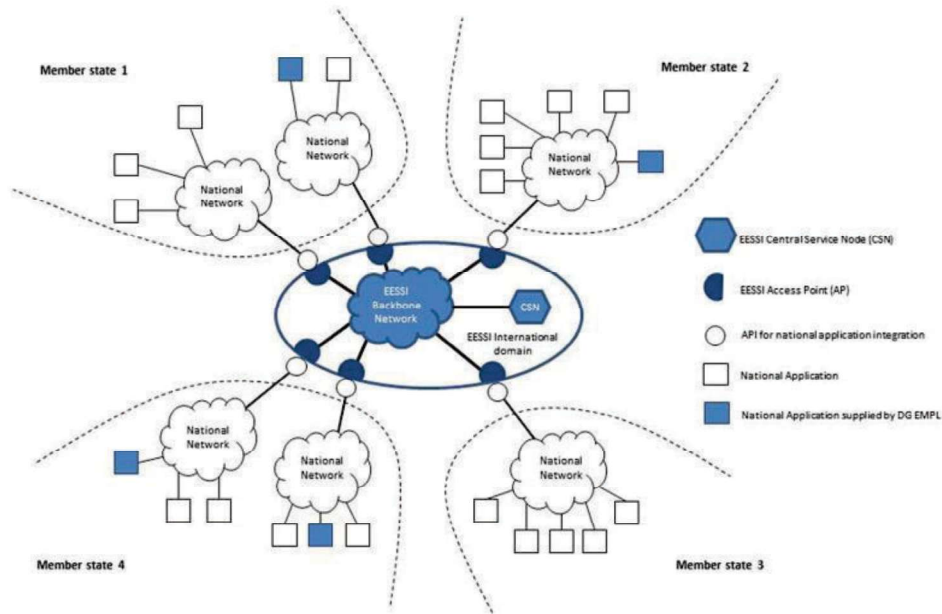 Member state 1
Member state 2
National
Network
National
Network
National
Network
EESSI Central Service Node (CSN)
EESSI Access Point (AP)
EESSI
Backbone
Network
CSN
EESSI International
domain
API for national application integration
National Application
National Application supplied by DG EMPL
National
Network
National
Network
National
Network
Member state 4
Member state 3